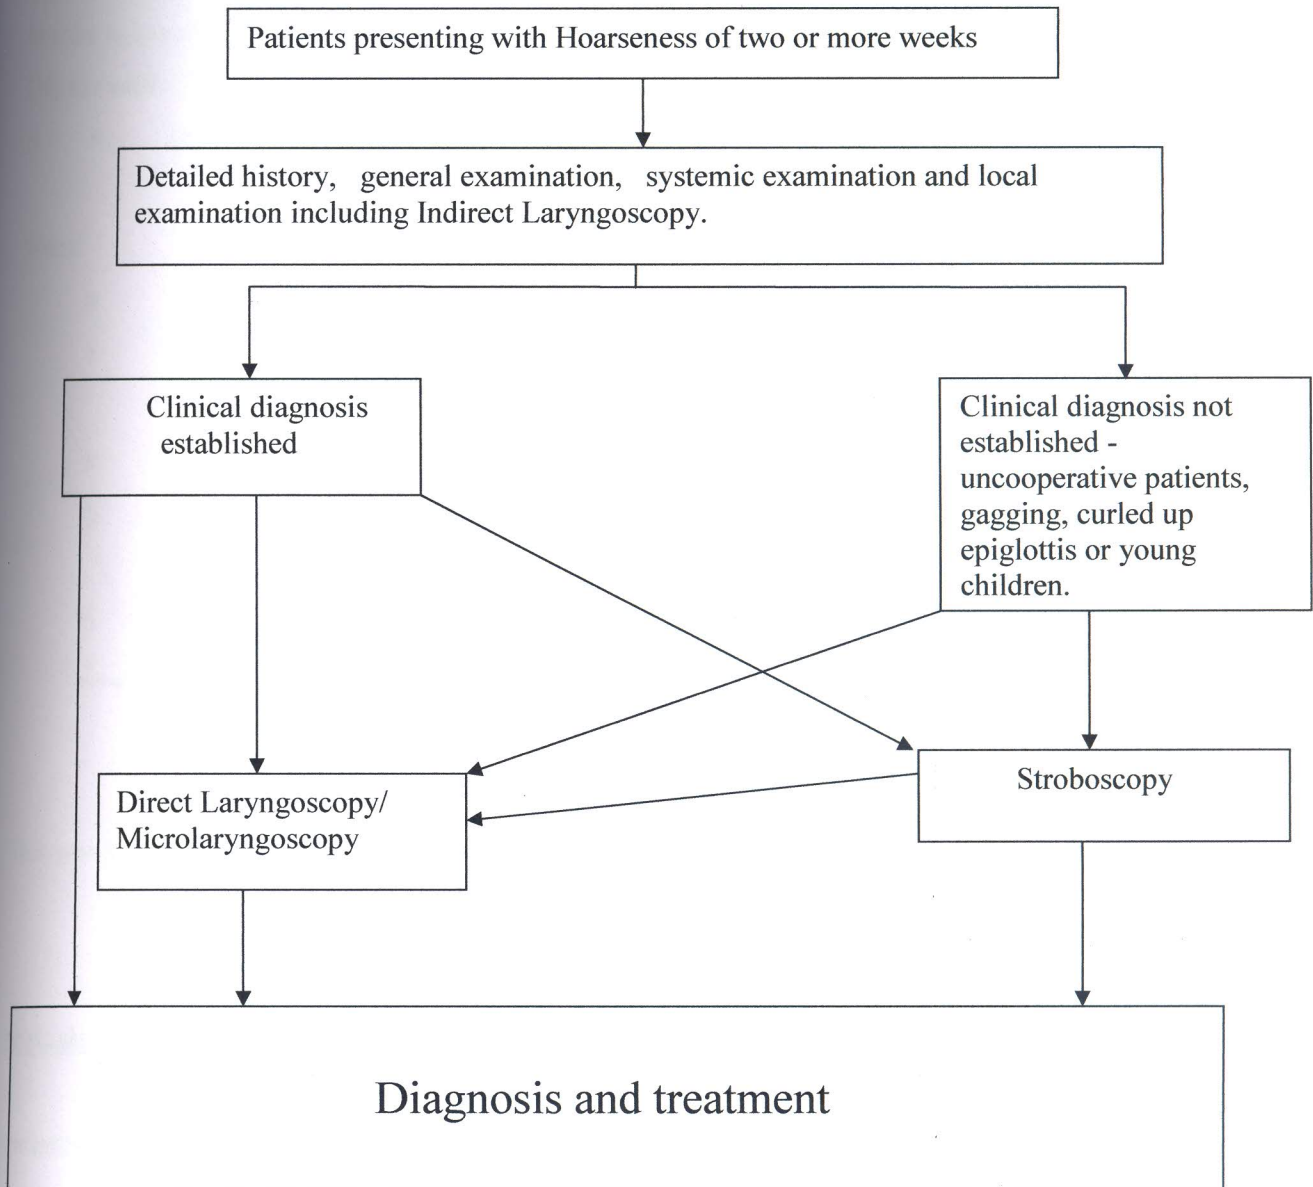 Patients presenting with Hoarseness of two or more weeks
Detailed history, general examination, systemic examination and local
examination including Indirect Laryngoscopy.
Clinical diagnosis
established
Clinical diagnosis not
established -
uncooperative patients,
gagging, curled up
epiglottis or young
children.
Direct Laryngoscopy/
Microlaryngoscopy
Stroboscopy
Diagnosis and treatment